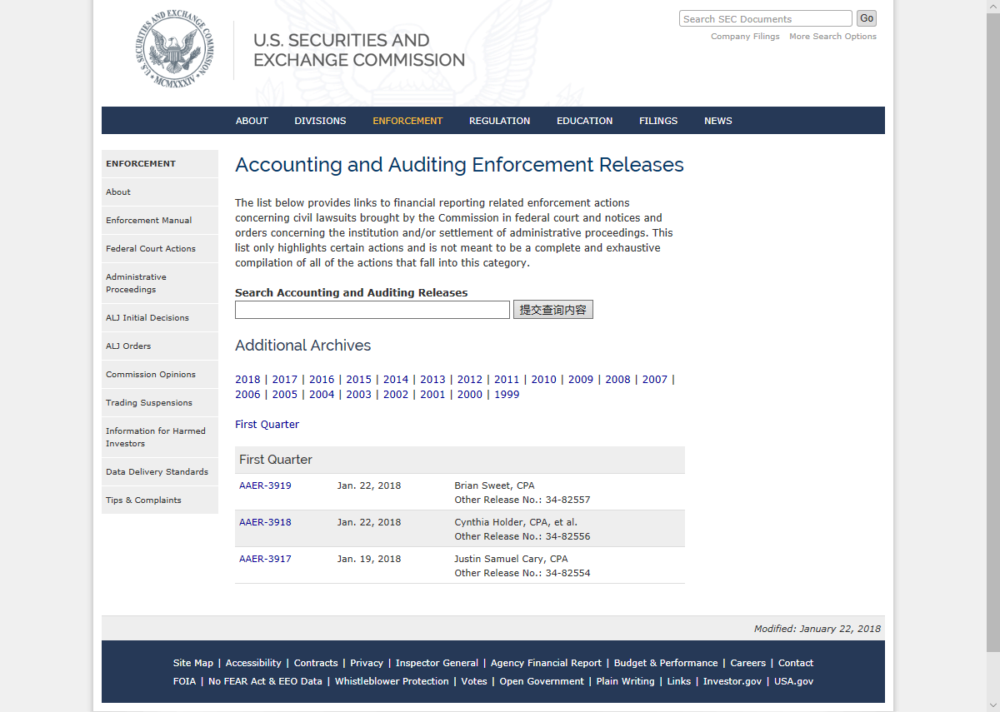 U.S. SECURITIES AND EXCHANGE COMMISSION
MCMXXXIV
U.S. SECURITIES AND
EXCHANGE COMMISSION
Search SEC Documents
Go
Company Filings More Search Options
ABOUT DIVISIONS ENFORCEMENT REGULATION EDUCATION FILINGS NEWS
ENFORCEMENT
About
Enforcement Manual
Federal Court Actions
Administrative
Proceedings
ALJ Initial Decisions
ALJ Orders
Commission Opinions
Trading Suspensions
Information for Harmed
Investors
Data Delivery Standards
Tips & Complaints
Accounting and Auditing Enforcement Releases
The list below provides links to financial reporting related enforcement actions
concerning civil lawsuits brought by the Commission in federal court and notices and
orders concerning the institution and/or settlement of administrative proceedings. This
list only highlights certain actions and is not meant to be a complete and exhaustive
compilation of all of the actions that fall into this category.
Search Accounting and Auditing Releases
提交查询内容
Additional Archives
2018 | 2017 | 2016 | 2015 | 2014 | 2013 | 2012 | 2011 | 2010 | 2009 | 2008 | 2007 |
2006 | 2005 | 2004 | 2003 | 2002 | 2001 | 2000 | 1999
First Quarter
First Quarter
AAER-3919 Jan. 22, 2018 Brian Sweet, CPA
Other Release No.: 34-82557
AAER-3918 Jan. 22, 2018 Cynthia Holder, CPA, et al.
Other Release No.: 34-82556
AAER-3917 Jan. 19, 2018 Justin Samuel Cary, CPA
Other Release No.: 34-82554
Modified: January 22, 2018
Site Map | Accessibility | Contracts | Privacy | Inspector General | Agency Financial Report | Budget & Performance | Careers | Contact
FOIA | No FEAR Act & EEO Data | Whistleblower Protection | Votes | Open Government | Plain Writing | Links | Investor.gov | USA.gov